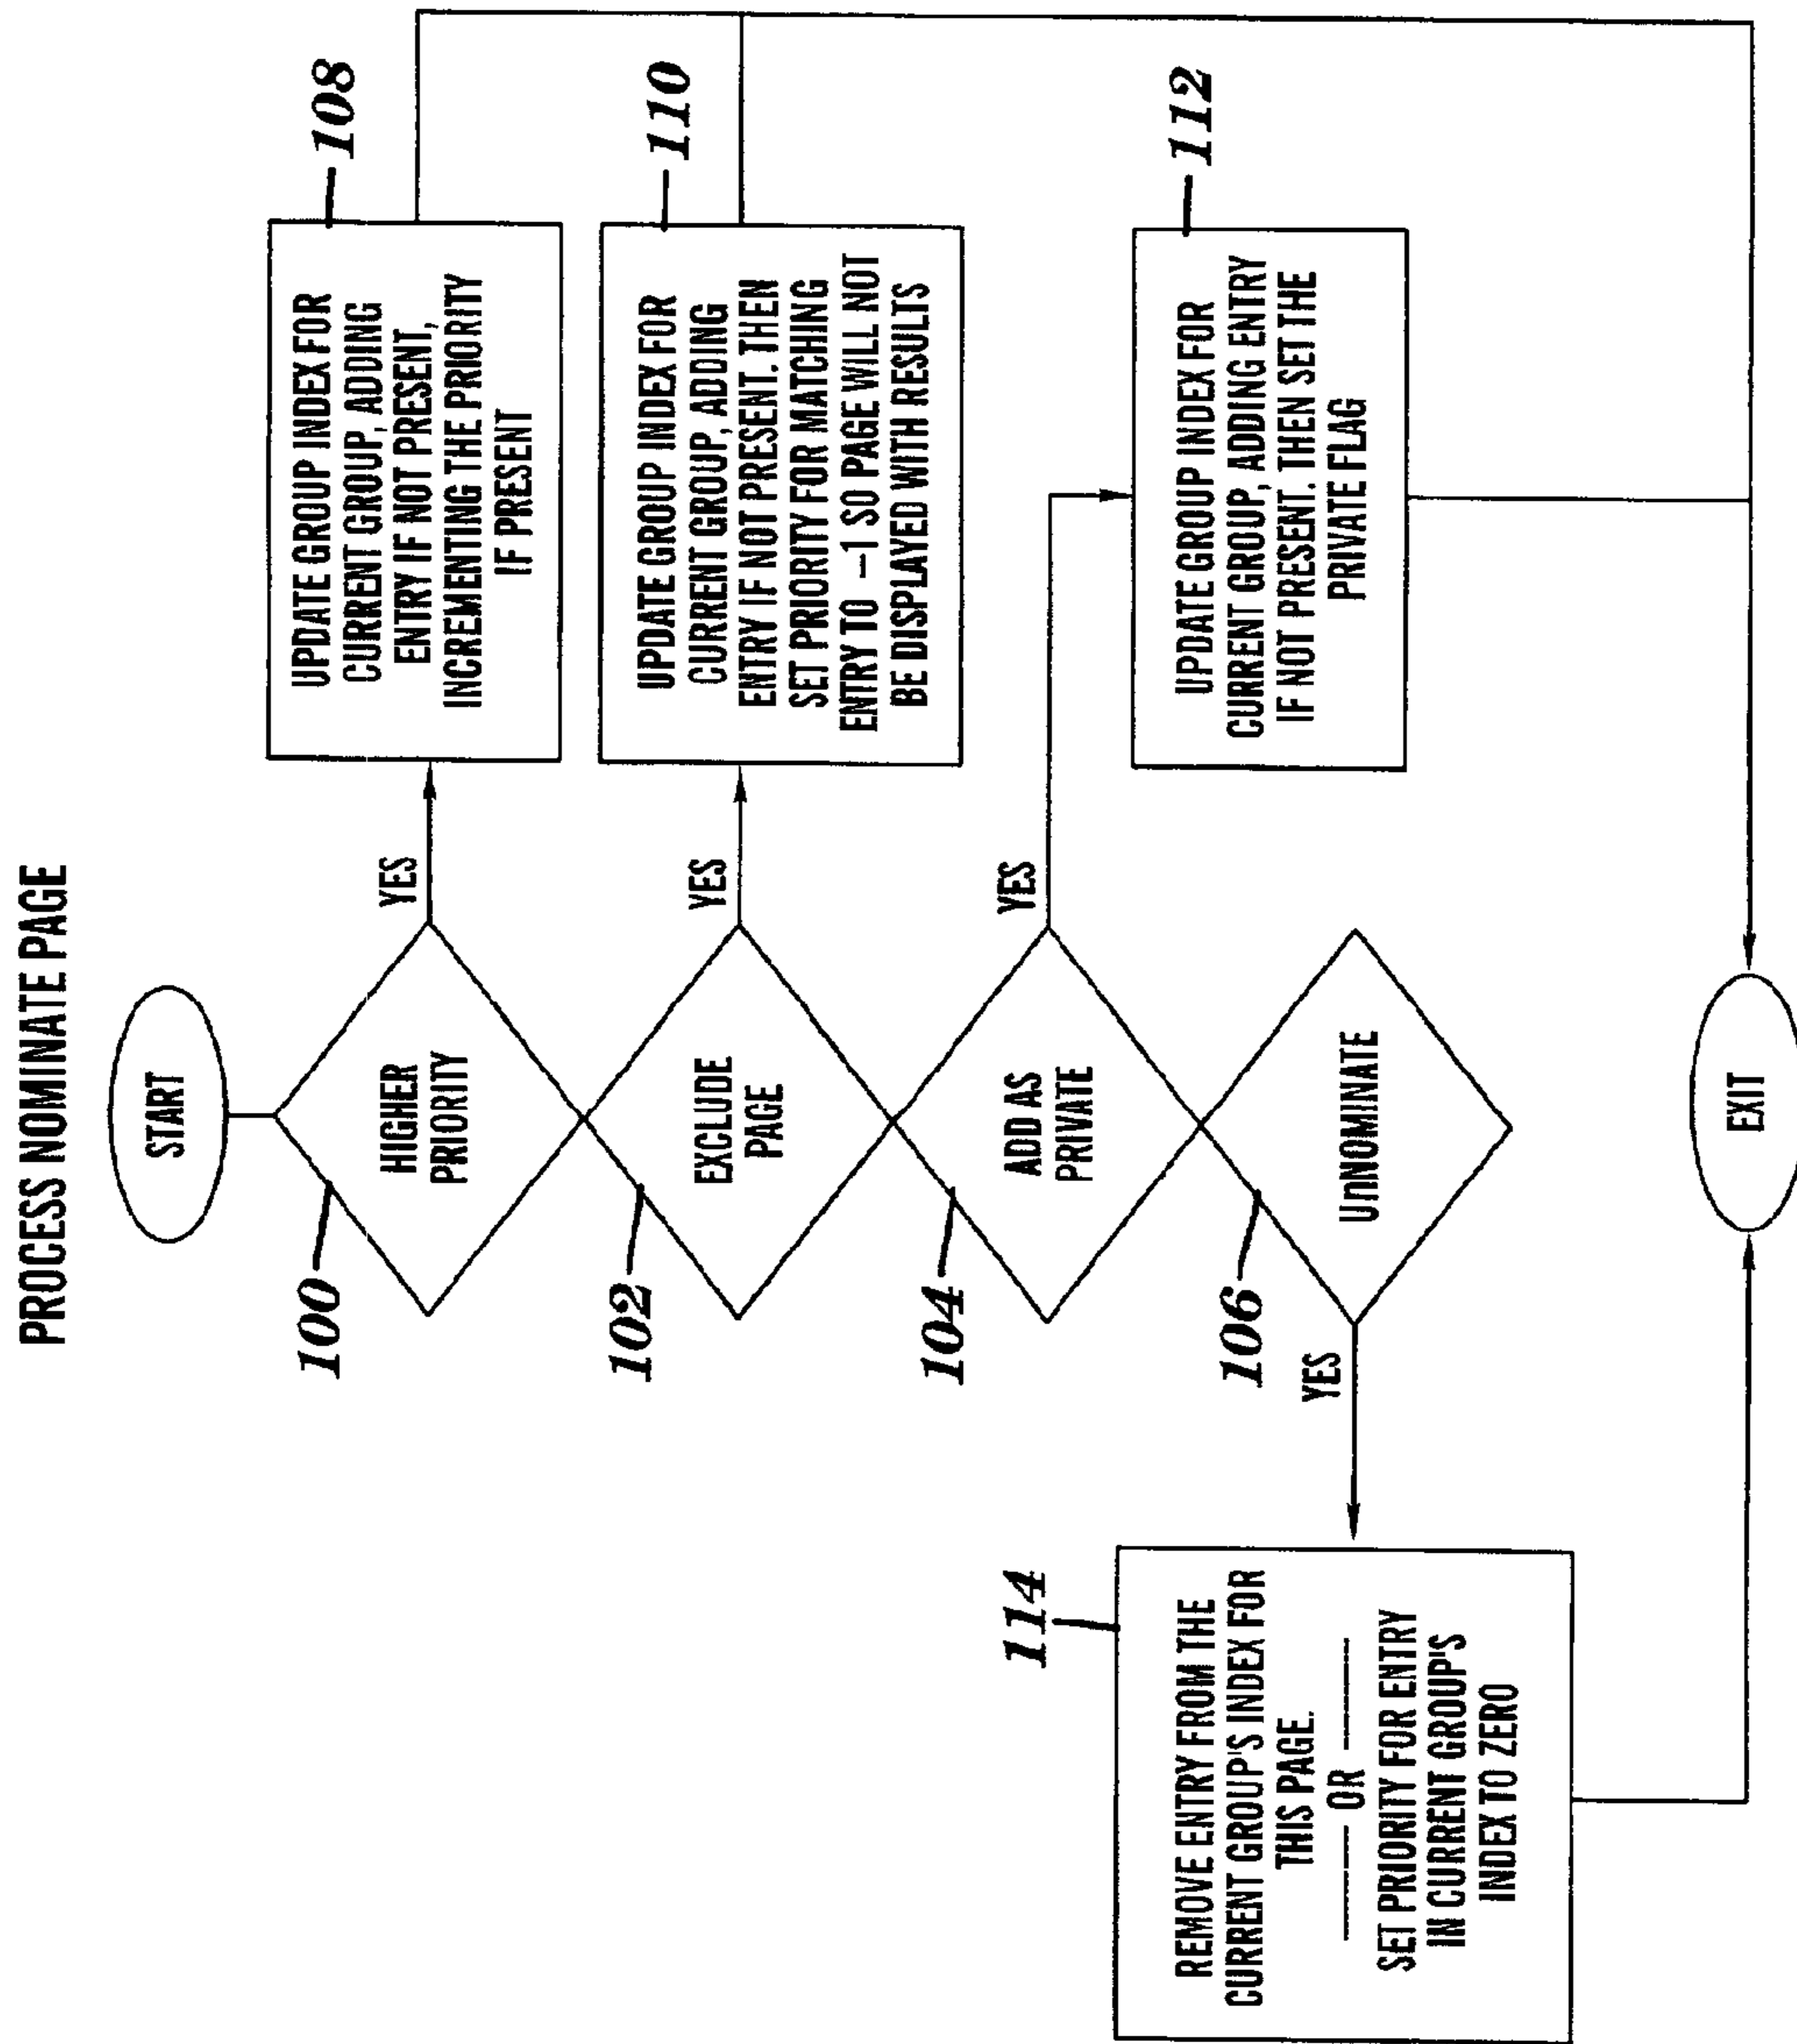 PROCESS NOMINATE PAGE
START
100
HIGHER
PRIORITY
YES
108
UPDATE GROUP INDEX FOR
CURRENT GROUP, ADDING
ENTRY IF NOT PRESENT,
INCREMENTING THE PRIORITY
IF PRESENT
102
EXCLUDE
PAGE
YES
110
UPDATE GROUP INDEX FOR
CURRENT GROUP, ADDING
ENTRY IF NOT PRESENT. THEN
SET PRIORITY FOR MATCHING
ENTRY TO -1 SO PAGE WILL NOT
BE DISPLAYED WITH RESULTS
104
ADD AS
PRIVATE
YES
112
UPDATE GROUP INDEX FOR
CURRENT GROUP, ADDING ENTRY
IF NOT PRESENT. THEN SET THE
PRIVATE FLAG
106
UnNOMINATE
YES
114
REMOVE ENTRY FROM THE
CURRENT GROUP'S INDEX FOR
THIS PAGE.
OR
SET PRIORITY FOR ENTRY
IN CURRENT GROUP'S
INDEX TO ZERO
EXIT